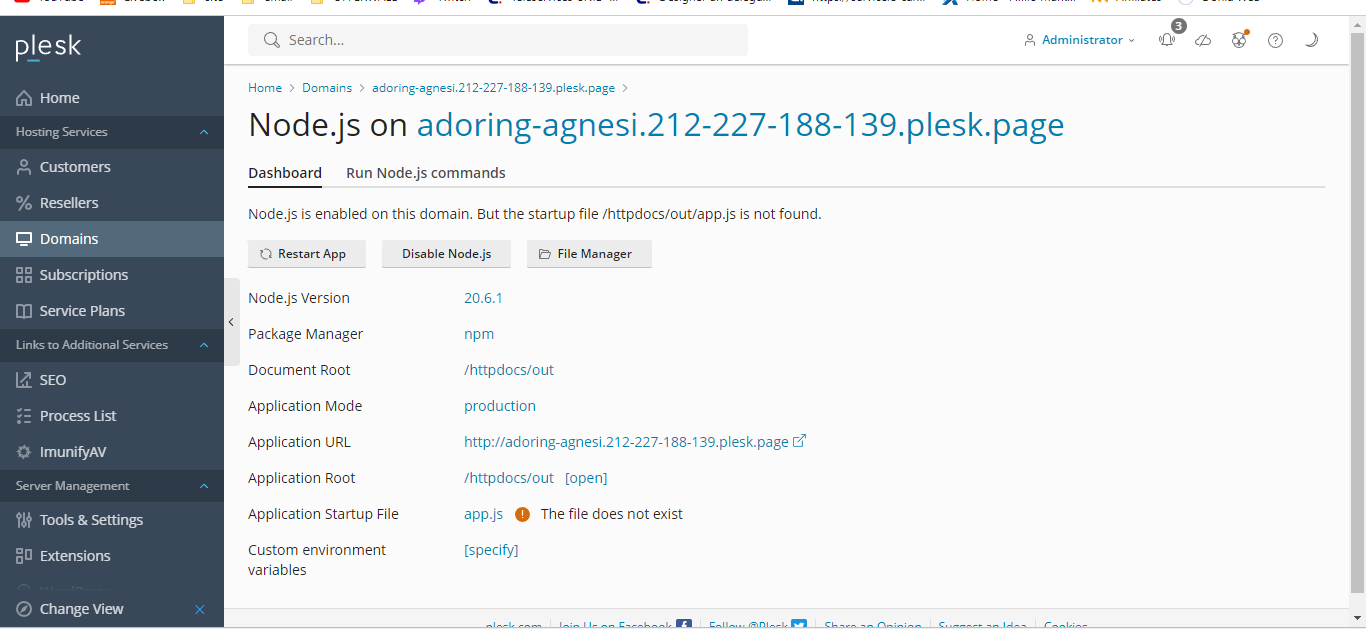 plesk
Search...
Administrator
3
Home
Hosting Services
Customers
Resellers
Domains
Subscriptions
Service Plans
Links to Additional Services
SEO
Process List
ImunifyAV
Server Management
Tools & Settings
Extensions
Change View
Home > Domains > adoring-agnesi.212-227-188-139.plesk.page >
Node.js on adoring-agnesi.212-227-188-139.plesk.page
Dashboard Run Node.js commands
Node.js is enabled on this domain. But the startup file /httpdocs/out/app.js is not found.
Restart App Disable Node.js File Manager
Node.js Version 20.6.1
Package Manager npm
Document Root /httpdocs/out
Application Mode production
Application URL http://adoring-agnesi.212-227-188-139.plesk.page
Application Root /httpdocs/out [open]
Application Startup File app.js The file does not exist
Custom environment variables [specify]
plesk.com Join Us on Facebook Follow @Plesk Share an Opinion Suggest an Idea Cookies